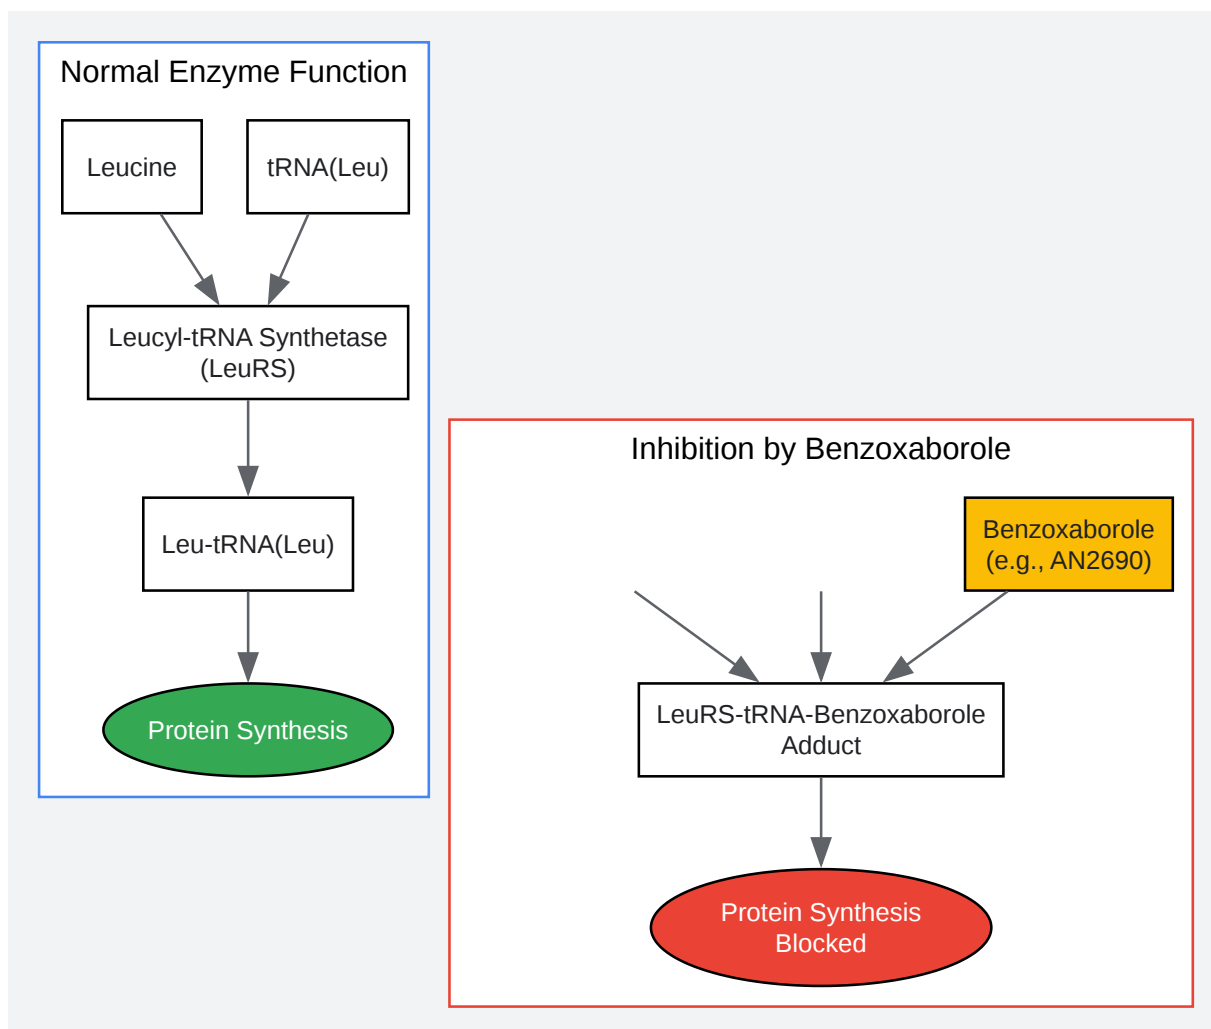 Normal Enzyme Function
Leucine
tRNA(Leu)
Leucyl-tRNA Synthetase
(LeuRS)
Leu-tRNA(Leu)
Protein Synthesis
Inhibition by Benzoxaborole
Benzoxaborole
(e.g., AN2690)
LeuRS-tRNA-Benzoxaborole
Adduct
Protein Synthesis
Blocked